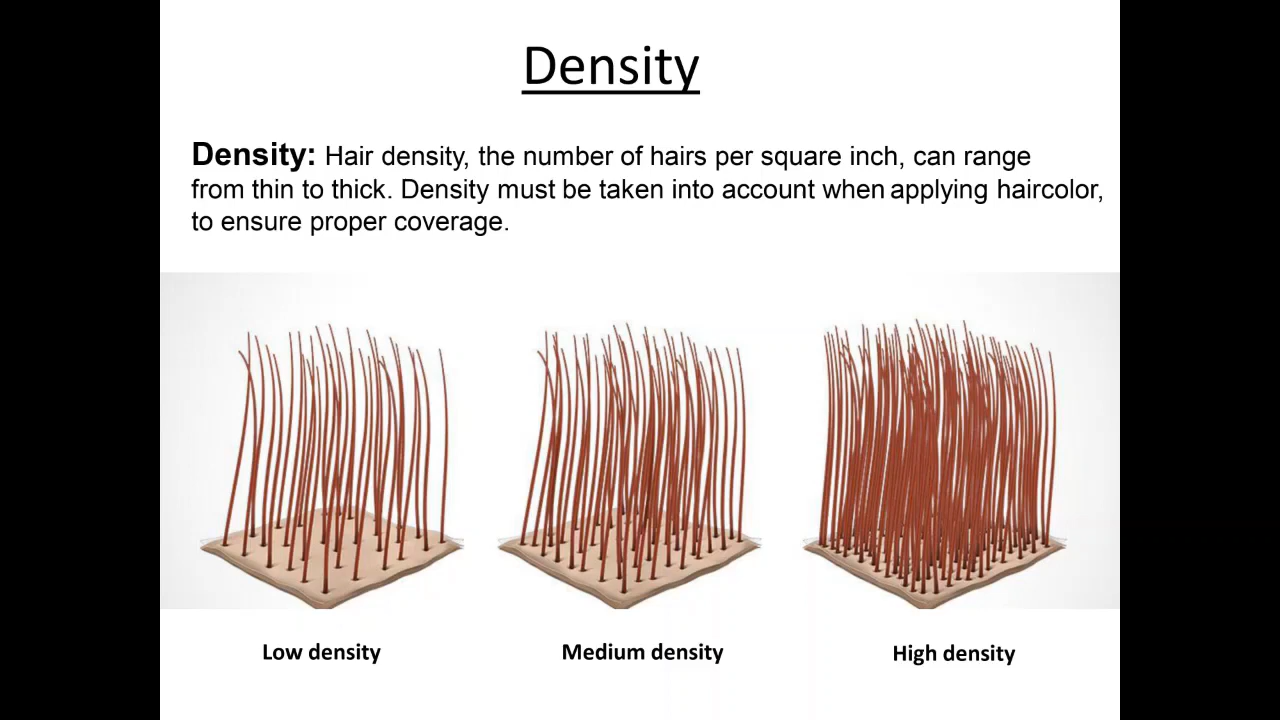 Density
Density: Hair density, the number of hairs per square inch, can range
from thin to thick. Density must be taken into account when applying haircolor,
to ensure proper coverage.
Low density
Medium density
High density